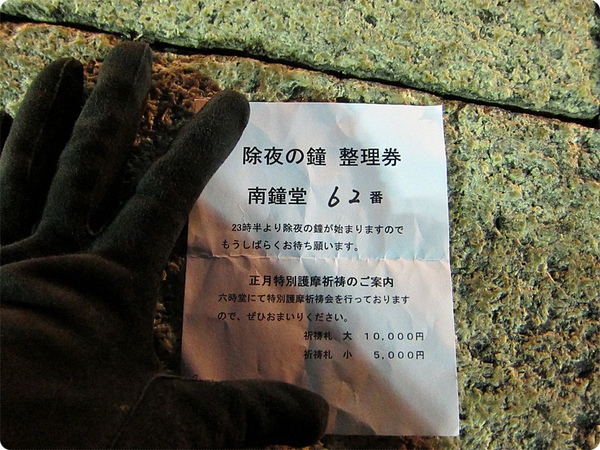 除夜の鐘 整理券
南鐘堂 62番
23時半より除夜の鐘が始まりますので
もうしばらくお待ち願います。
正月特別護摩祈祷のご案内
六時堂にて特別護摩祈祷会を行っております
ので、ぜひおまいりください。
祈祷札 大 10,000円
祈祷札 小 5,000円